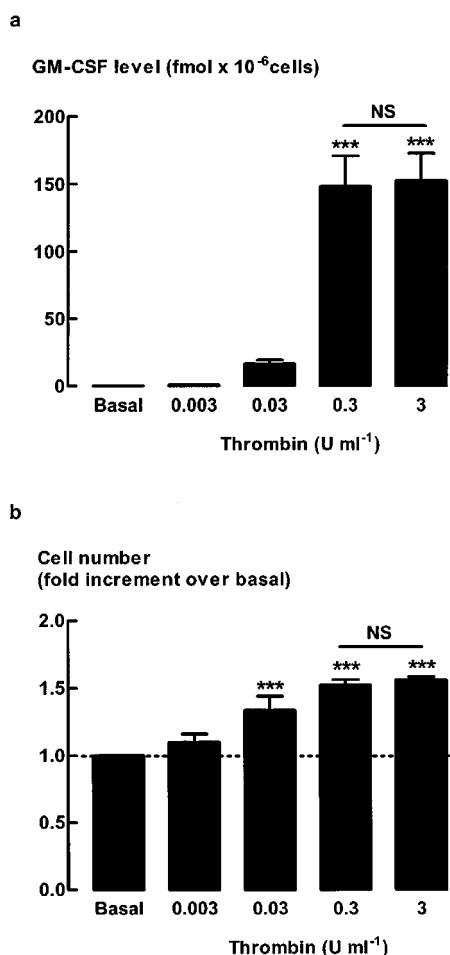 a
GM-CSF level (fmol x 10⁻⁶cells)
NS
*** ***
200
150
100
50
0
Basal 0.003 0.03 0.3 3
Thrombin (U ml⁻¹)
b
Cell number
(fold increment over basal)
NS
*** *** ***
2.0
1.5
1.0
0.5
0.0
Basal 0.003 0.03 0.3 3
Thrombin (U ml⁻¹)